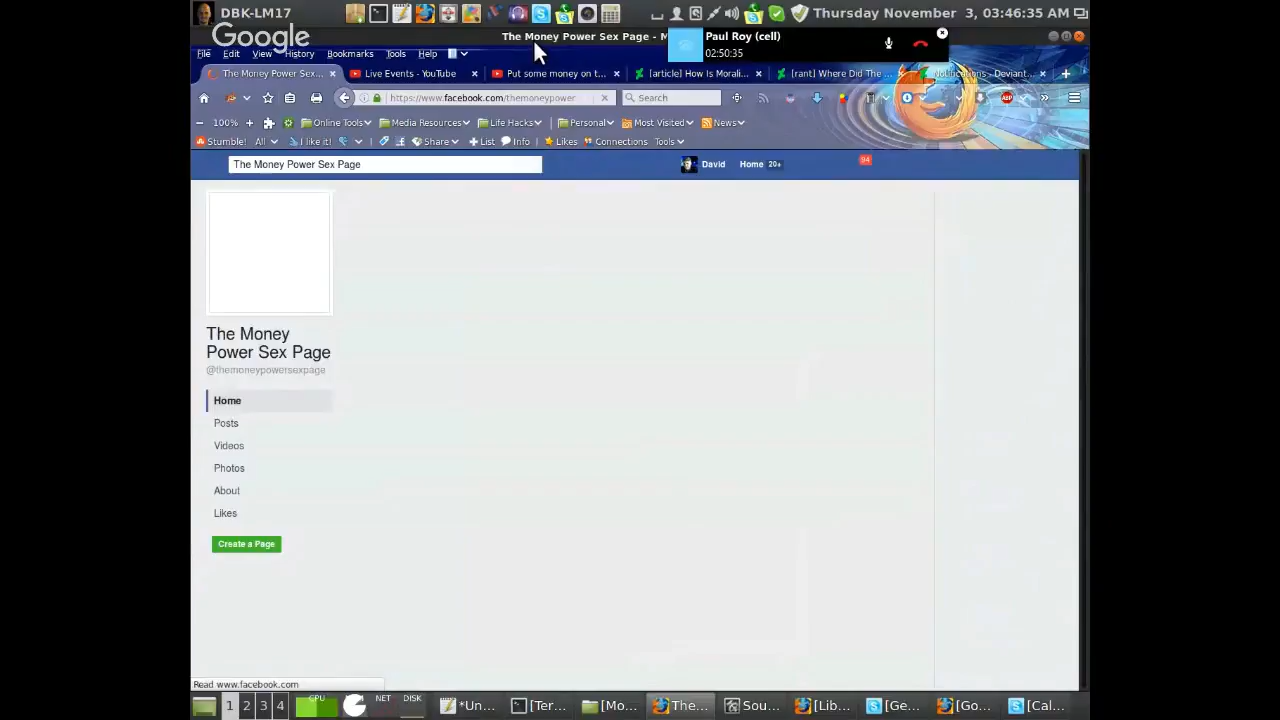 DBK-LM17
Thursday November 3, 03:46:35 AM
Google
The Money Power Sex Page - M
Paul Roy (cell)
02:50:35
File Edit View History Bookmarks Tools Help
The Money Power Sex... Live Events - YouTube Put some money on t... [article] How Is Morali... [rant] Where Did The ... Notifications - Deviant...
https://www.facebook.com/themoneypower
Search
ABP
100% Online Tools Media Resources Life Hacks Personal Most Visited News
Stumble! All I like it! Share List Info Likes Connections Tools
The Money Power Sex Page
David Home 20+ 94
The Money
Power Sex Page
@themoneypowersexpage
Home
Posts
Videos
Photos
About
Likes
Create a Page
Read www.facebook.com
1 2 3 4 CPU NET DISK *Un... [Ter... [Mo... The... Sou... [Lib... [Ge... [Go... [Cal...